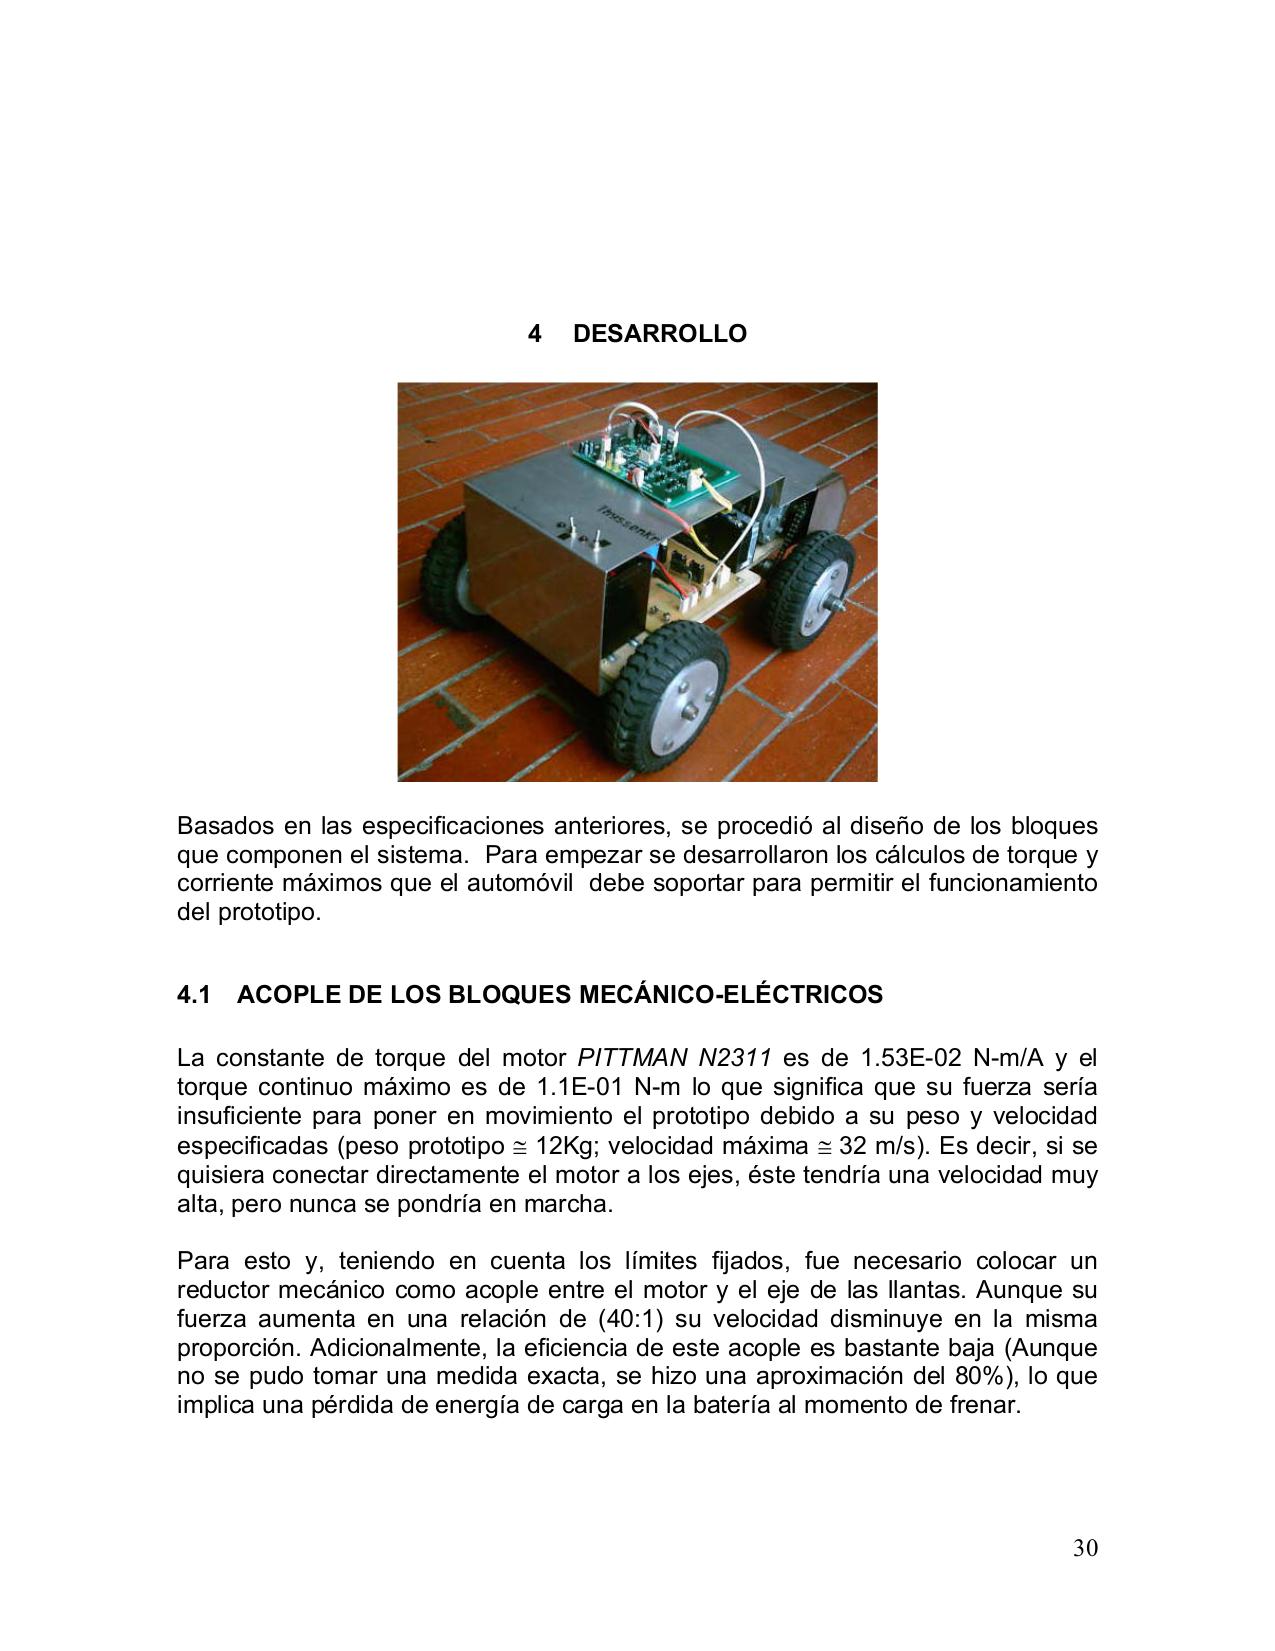 4 DESARROLLO
Basados en las especificaciones anteriores, se procedió al diseño de los bloques
que componen el sistema. Para empezar se desarrollaron los cálculos de torque y
corriente máximos que el automóvil debe soportar para permitir el funcionamiento
del prototipo.
4.1 ACOPLE DE LOS BLOQUES MECÁNICO-ELÉCTRICOS
La constante de torque del motor PITTMAN N2311 es de 1.53E-02 N-m/A y el
torque continuo máximo es de 1.1E-01 N-m lo que significa que su fuerza sería
insuficiente para poner en movimiento el prototipo debido a su peso y velocidad
especificadas (peso prototipo ≅ 12Kg; velocidad máxima ≅ 32 m/s). Es decir, si se
quisiera conectar directamente el motor a los ejes, éste tendría una velocidad muy
alta, pero nunca se pondría en marcha.
Para esto y, teniendo en cuenta los límites fijados, fue necesario colocar un
reductor mecánico como acople entre el motor y el eje de las llantas. Aunque su
fuerza aumenta en una relación de (40:1) su velocidad disminuye en la misma
proporción. Adicionalmente, la eficiencia de este acople es bastante baja (Aunque
no se pudo tomar una medida exacta, se hizo una aproximación del 80%), lo que
implica una pérdida de energía de carga en la batería al momento de frenar.
30